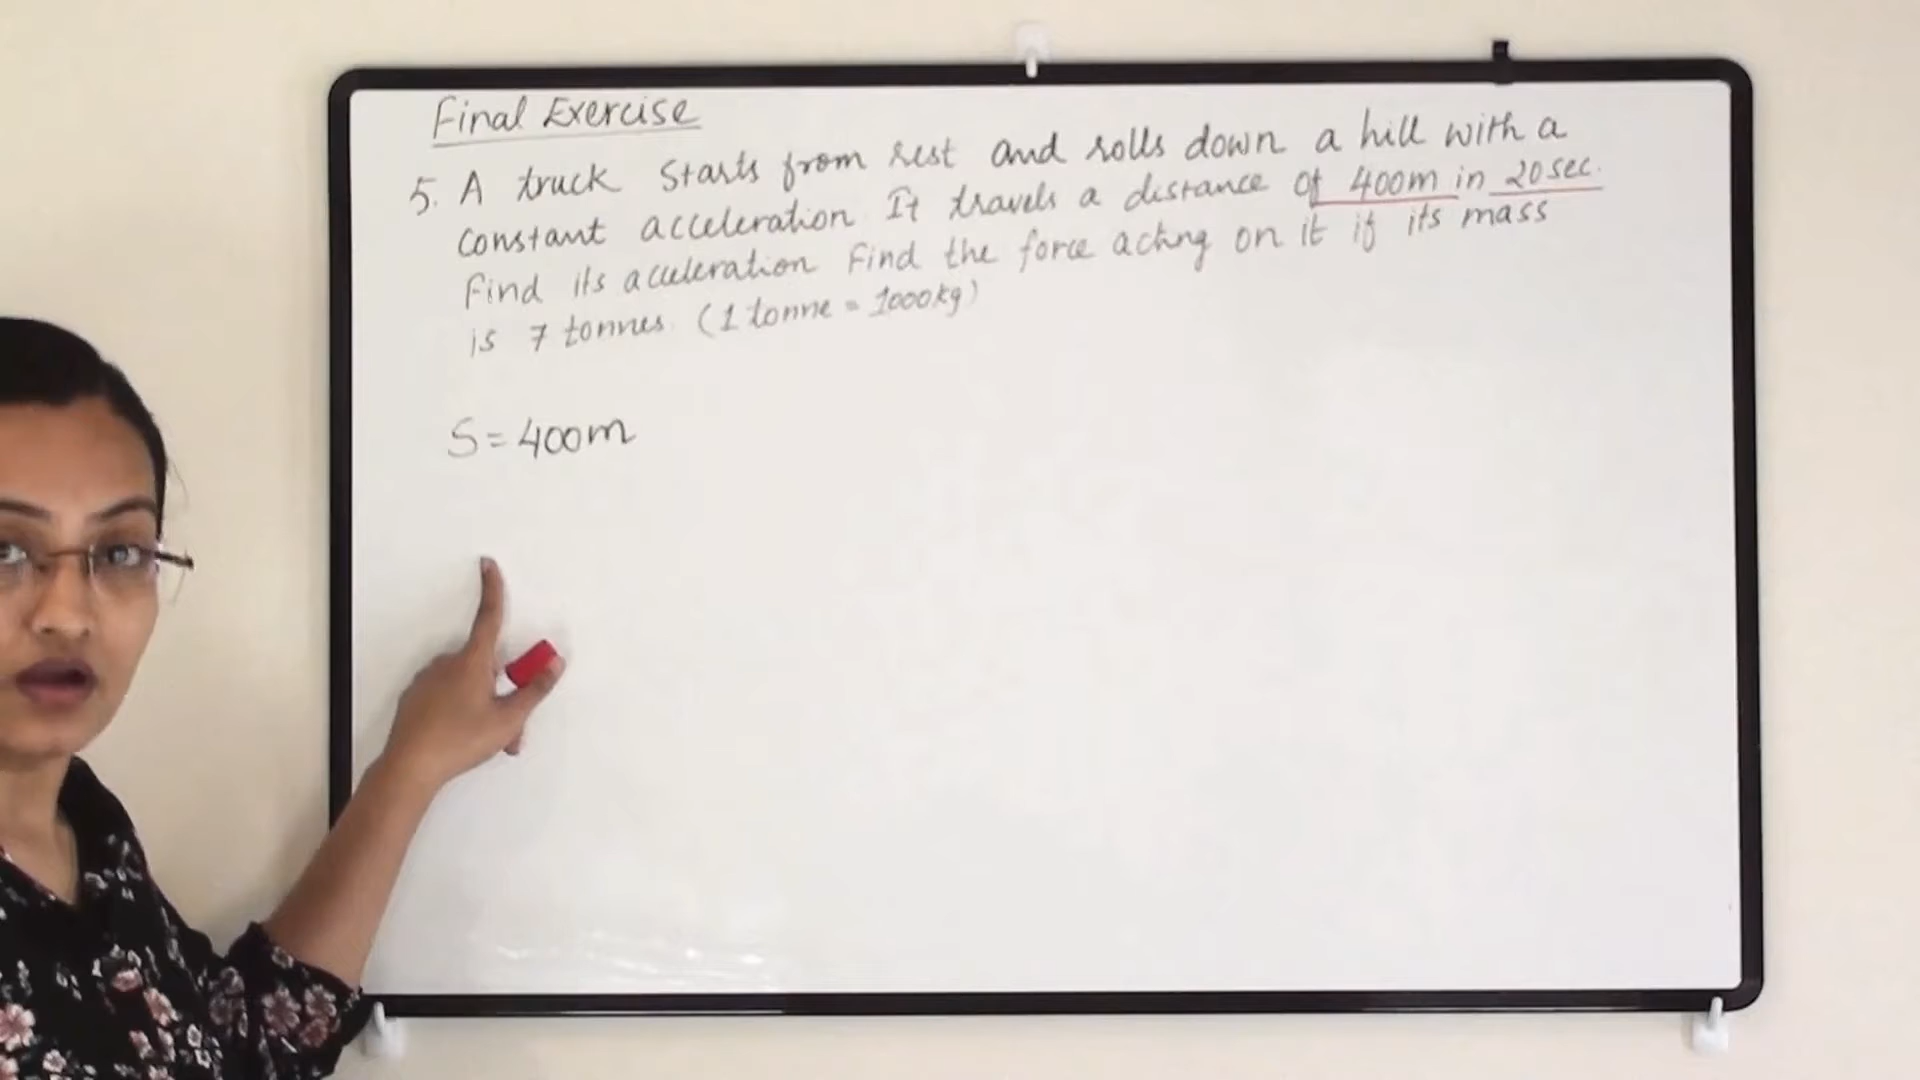 Final Exercise
5. A truck starts from rest and rolls down a hill with a
constant acceleration. It travels a distance of 400m in 20sec.
Find its acceleration Find the force acting on it if its mass
is 7 tonnes. (1 tonne = 1000kg)
S = 400m